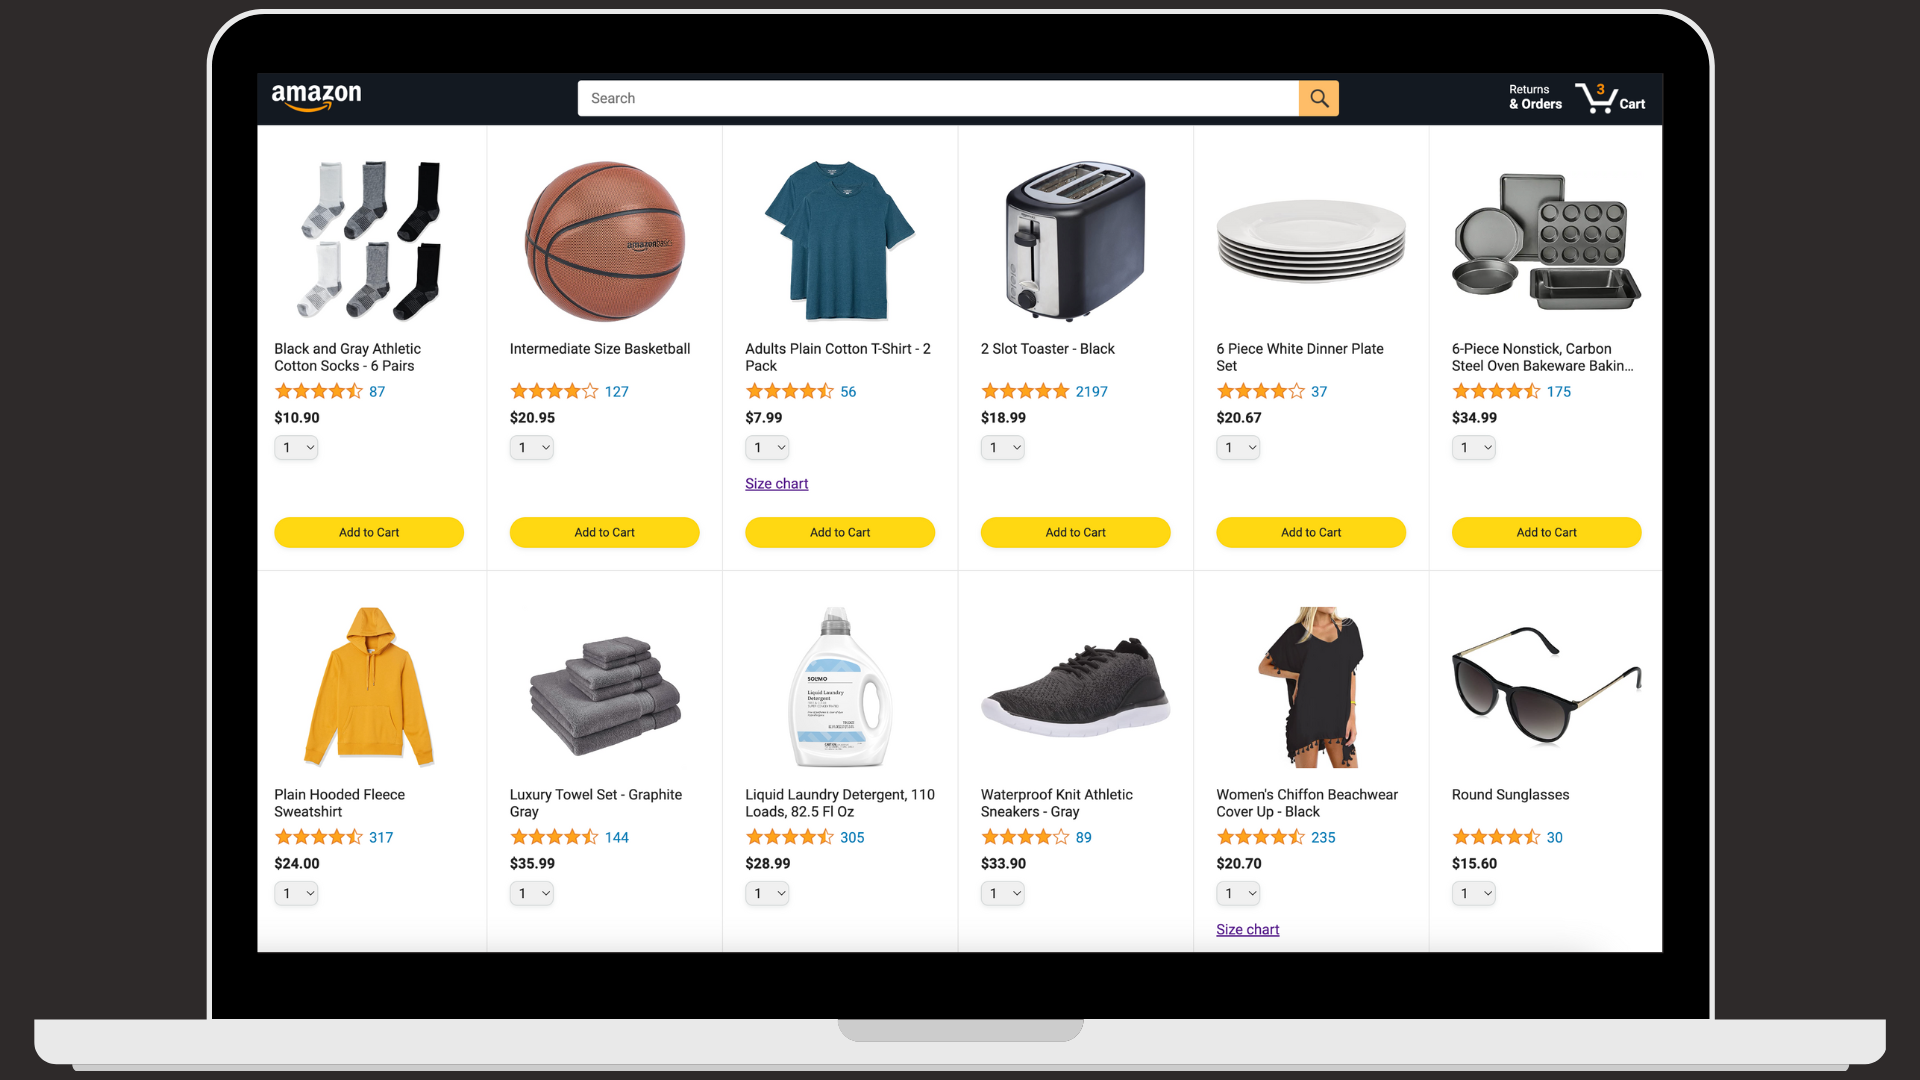 amazon
Search
Returns
& Orders
3
Cart
amazonbasics
Black and Gray Athletic
Cotton Socks - 6 Pairs
87
$10.90
1
Intermediate Size Basketball
127
$20.95
1
Adults Plain Cotton T-Shirt - 2
Pack
56
$7.99
1
Size chart
2 Slot Toaster - Black
2197
$18.99
1
6 Piece White Dinner Plate
Set
37
$20.67
1
6-Piece Nonstick, Carbon
Steel Oven Bakeware Bakin...
175
$34.99
1
Add to Cart
Add to Cart
Add to Cart
Add to Cart
Add to Cart
Add to Cart
SOLIMO
Liquid Laundry
Detergent
Plain Hooded Fleece
Sweatshirt
317
$24.00
1
Luxury Towel Set - Graphite
Gray
144
$35.99
1
Liquid Laundry Detergent, 110
Loads, 82.5 Fl Oz
305
$28.99
1
Waterproof Knit Athletic
Sneakers - Gray
89
$33.90
1
Women's Chiffon Beachwear
Cover Up - Black
235
$20.70
1
Size chart
Round Sunglasses
30
$15.60
1